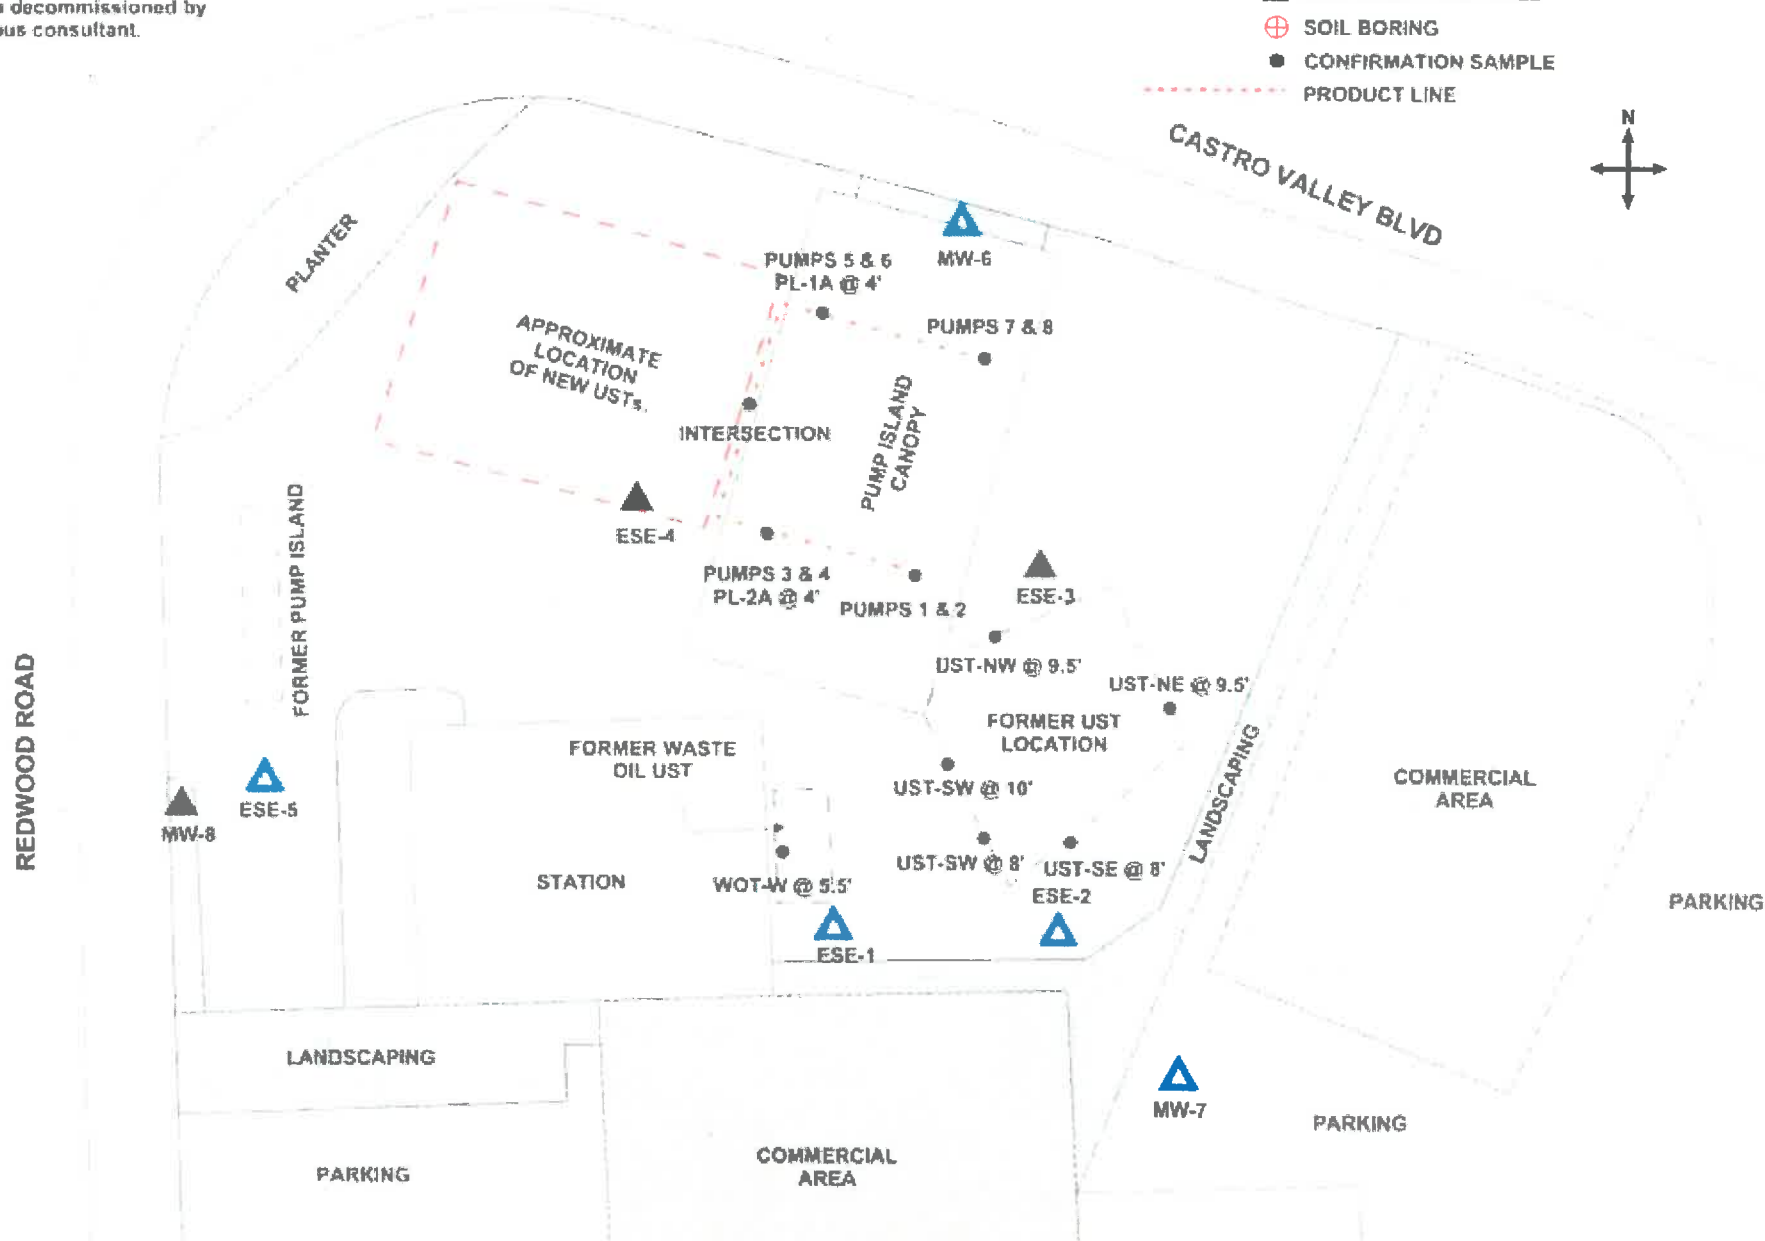 decommissioned by
consultant.
SOIL BORING
CONFIRMATION SAMPLE
PRODUCT LINE
N
CASTRO VALLEY BLVD
PLANTER
MW-6
PUMPS 5 & 6
PL-1A @ 4'
PUMPS 7 & 8
APPROXIMATE
LOCATION
OF NEW USTs.
INTERSECTION
PUMP ISLAND
CANOPY
FORMER PUMP ISLAND
ESE-4
PUMPS 3 & 4
PL-2A @ 4'
PUMPS 1 & 2
ESE-3
UST-NW @ 9.5'
UST-NE @ 9.5'
REDWOOD ROAD
FORMER UST
LOCATION
FORMER WASTE
OIL UST
LANDSCAPING
COMMERCIAL
AREA
UST-SW @ 10'
ESE-5
MW-8
UST-SW @ 8'
UST-SE @ 8'
STATION
WOT-W @ 5.5'
ESE-2
PARKING
ESE-1
LANDSCAPING
MW-7
PARKING
PARKING
COMMERCIAL
AREA